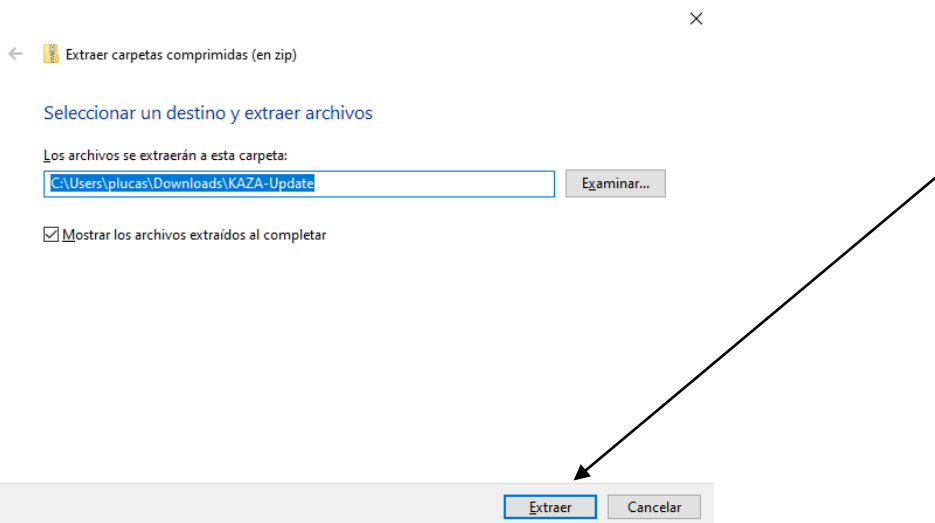 Extraer carpetas comprimidas (en zip)
Seleccionar un destino y extraer archivos
Los archivos se extraerán a esta carpeta:
C:\Users\plucas\Downloads\KAZA-Update
Examinar...
Mostrar los archivos extraídos al completar
Extraer
Cancelar